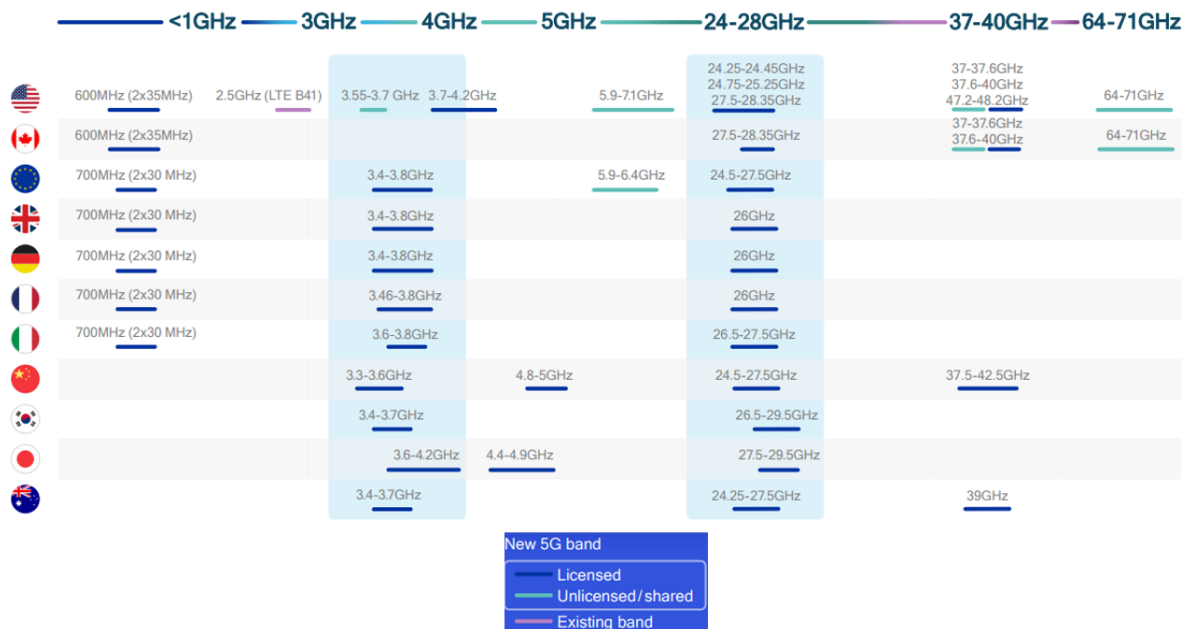 <1GHz 3GHz 4GHz 5GHz 24-28GHz 37-40GHz 64-71GHz
24.25-24.45GHz 37-37.6GHz
24.75-25.25GHz 37.6-40GHz
600MHz (2x35MHz) 2.5GHz (LTE B41) 3.55-3.7 GHz 3.7-4.2GHz 5.9-7.1GHz 27.5-28.35GHz 47.2-48.2GHz 64-71GHz
37-37.6GHz
600MHz (2x35MHz) 27.5-28.35GHz 37.6-40GHz 64-71GHz
700MHz (2x30 MHz) 3.4-3.8GHz 5.9-6.4GHz 24.5-27.5GHz
700MHz (2x30 MHz) 3.4-3.8GHz 26GHz
700MHz (2x30 MHz) 3.4-3.8GHz 26GHz
700MHz (2x30 MHz) 3.46-3.8GHz 26GHz
700MHz (2x30 MHz) 3.6-3.8GHz 26.5-27.5GHz
3.3-3.6GHz 4.8-5GHz 24.5-27.5GHz 37.5-42.5GHz
3.4-3.7GHz 26.5-29.5GHz
3.6-4.2GHz 4.4-4.9GHz 27.5-29.5GHz
3.4-3.7GHz 24.25-27.5GHz 39GHz
New 5G band
Licensed
Unlicensed/shared
Existing band